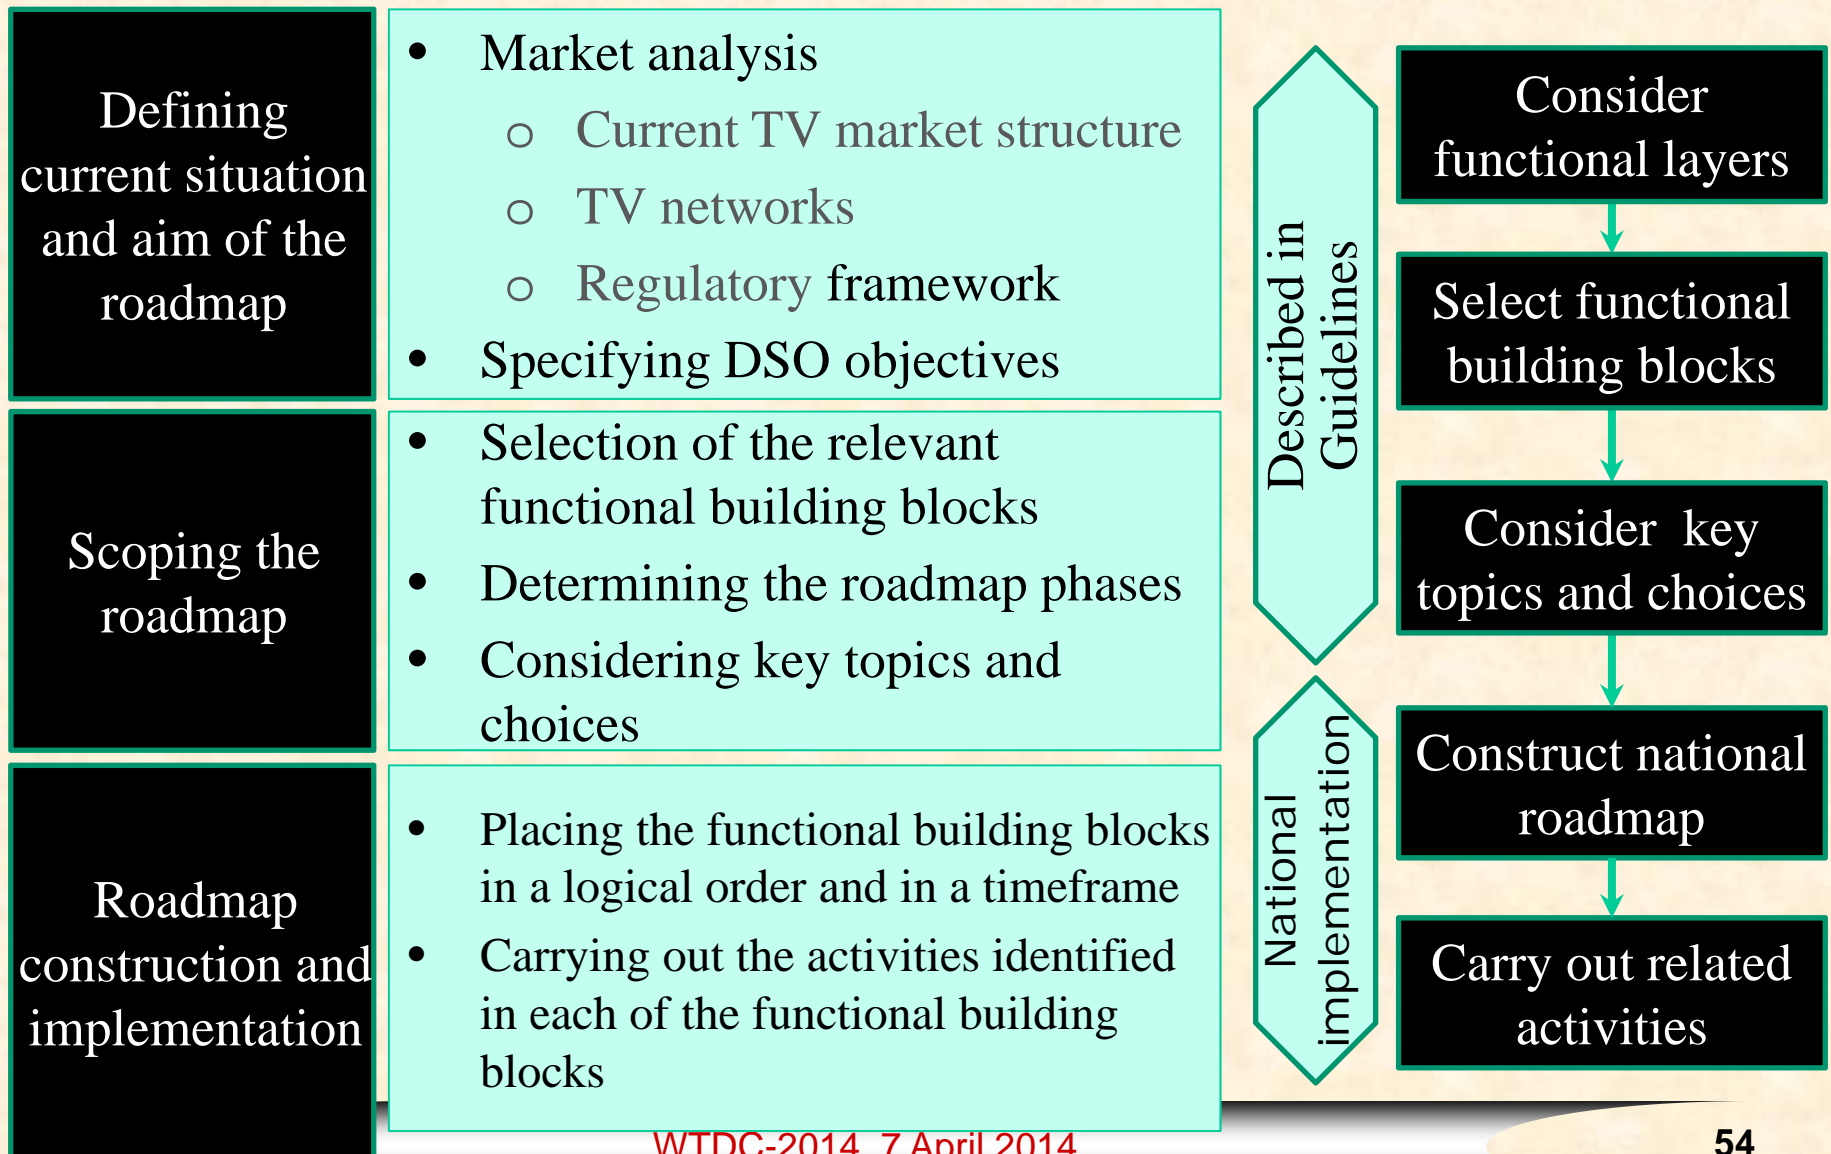 Defining
current situation
and aim of the
roadmap
• Market analysis
o Current TV market structure
o TV networks
o Regulatory framework
• Specifying DSO objectives
Scoping the
roadmap
• Selection of the relevant
functional building blocks
• Determining the roadmap phases
• Considering key topics and
choices
Roadmap
construction and
implementation
• Placing the functional building blocks
in a logical order and in a timeframe
• Carrying out the activities identified
in each of the functional building
blocks
Described in
Guidelines
National
implementation
Consider
functional layers
Select functional
building blocks
Consider key
topics and choices
Construct national
roadmap
Carry out related
activities
WTDC-2014, 7 April 2014
54